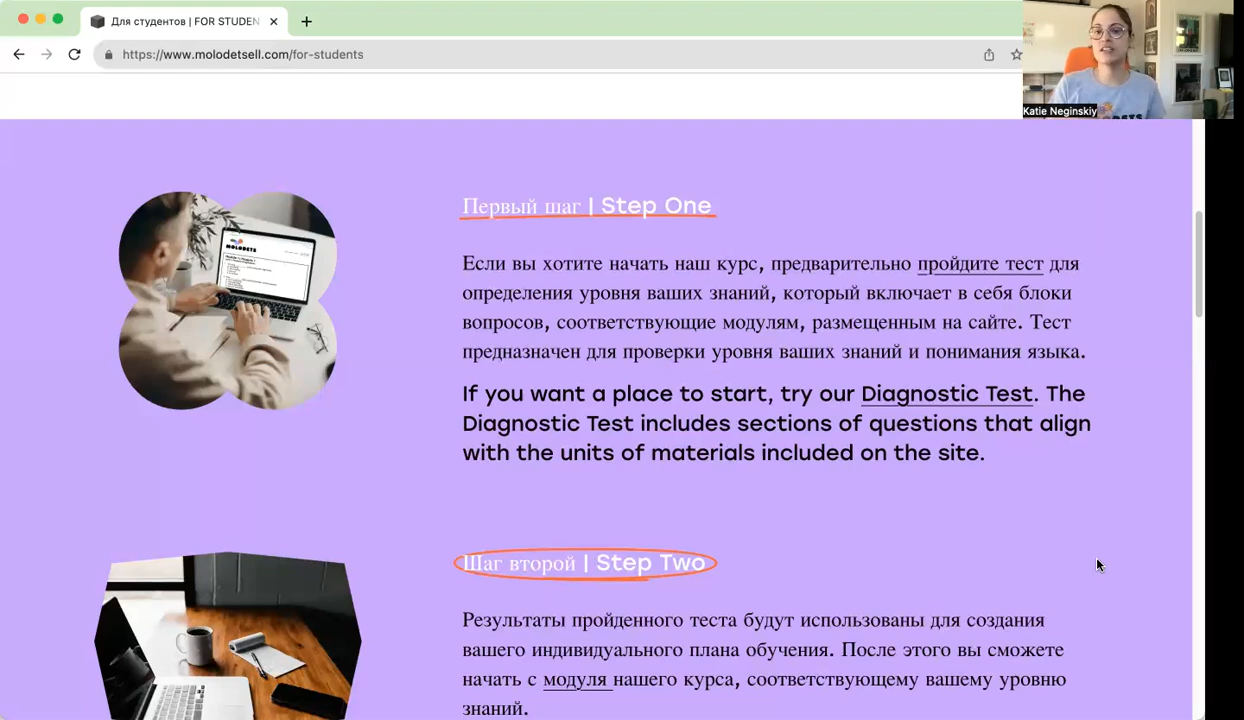 Для студентов | FOR STUDEN
https://www.molodetsell.com/for-students
Katie Neginskiy
MOLODETS
Первый шаг | Step One
Если вы хотите начать наш курс, предварительно пройдите тест для
определения уровня ваших знаний, который включает в себя блоки
вопросов, соответствующие модулям, размещенным на сайте. Тест
предназначен для проверки уровня ваших знаний и понимания языка.
If you want a place to start, try our Diagnostic Test. The
Diagnostic Test includes sections of questions that align
with the units of materials included on the site.
Шаг второй | Step Two
Результаты пройденного теста будут использованы для создания
вашего индивидуального плана обучения. После этого вы сможете
начать с модуля нашего курса, соответствующему вашему уровню
знаний.